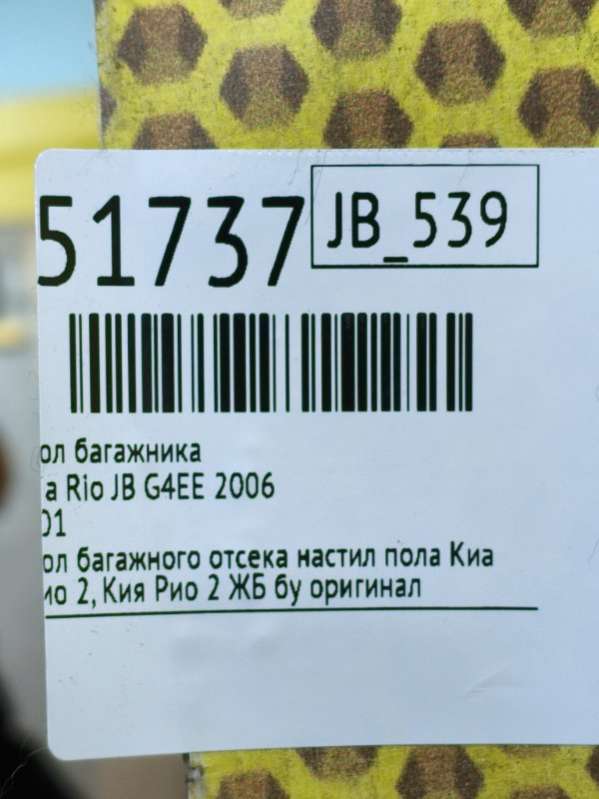 51737 JB_539
ол багажника
a Rio JB G4EE 2006
01
ол багажного отсека настил пола Киа
ио 2, Кия Рио 2 ЖБ бу оригинал